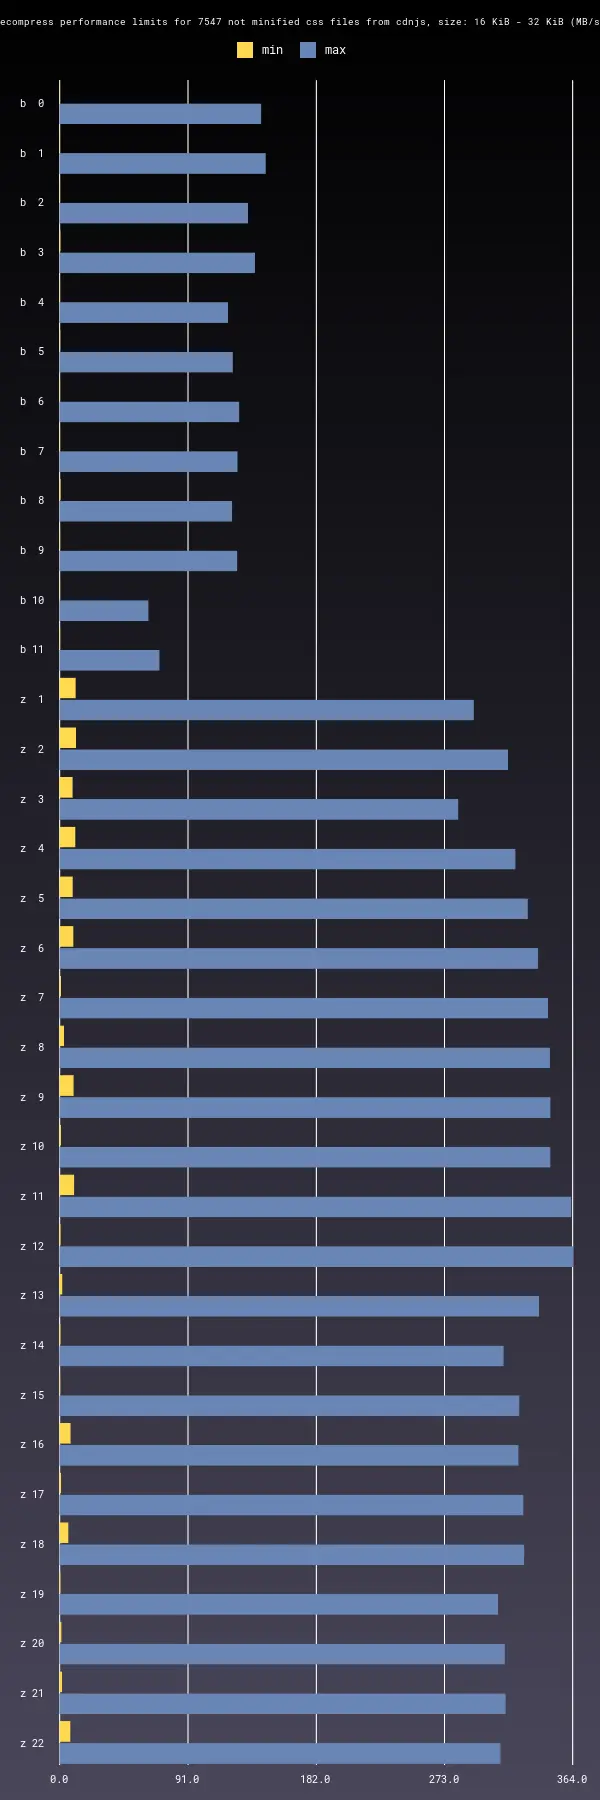 ecompress performance limits for 7547 not minified css files from cdnjs, size: 16 KiB - 32 KiB (MB/s
min max
b 0
b 1
b 2
b 3
b 4
b 5
b 6
b 7
b 8
b 9
b 10
b 11
z 1
z 2
z 3
z 4
z 5
z 6
z 7
z 8
z 9
z 10
z 11
z 12
z 13
z 14
z 15
z 16
z 17
z 18
z 19
z 20
z 21
z 22
0.0 91.0 182.0 273.0 364.0